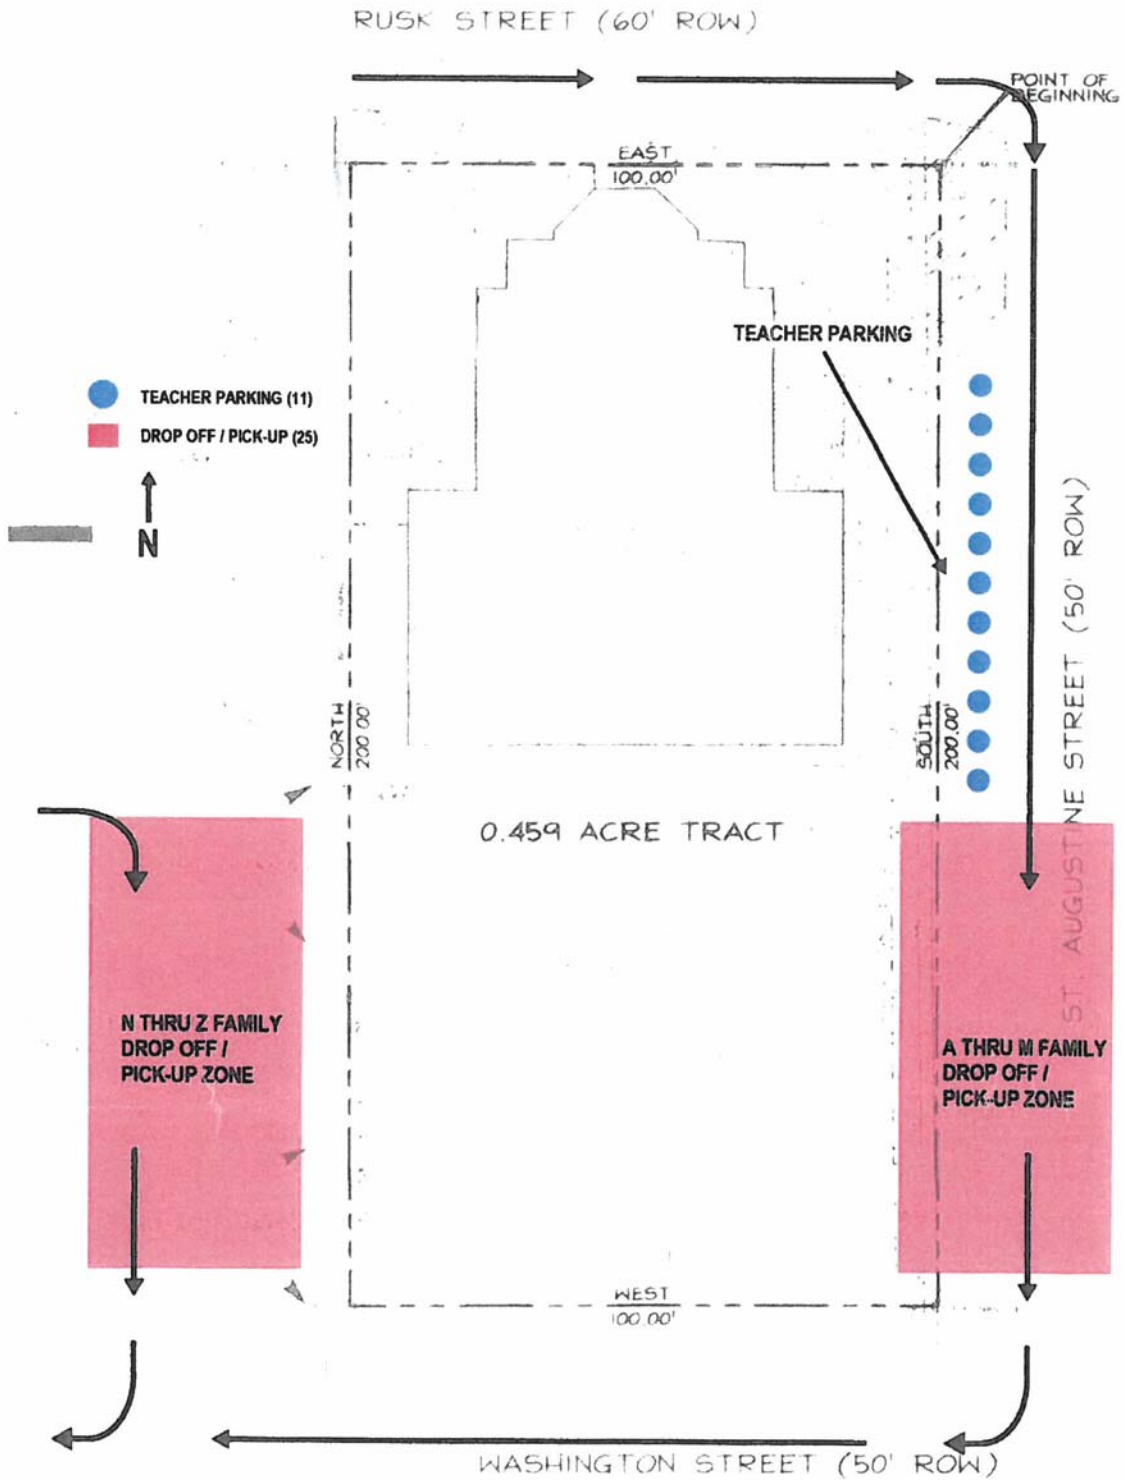 RUSK STREET (60' ROW)
POINT OF
BEGINNING
EAST
100.00'
TEACHER PARKING
TEACHER PARKING (11)
DROP OFF / PICK-UP (25)
N
ST. AUGUSTINE STREET (50' ROW)
NORTH
200.00'
SOUTH
200.00'
0.459 ACRE TRACT
N THRU Z FAMILY
DROP OFF /
PICK-UP ZONE
A THRU M FAMILY
DROP OFF /
PICK-UP ZONE
WEST
100.00'
WASHINGTON STREET (50' ROW)